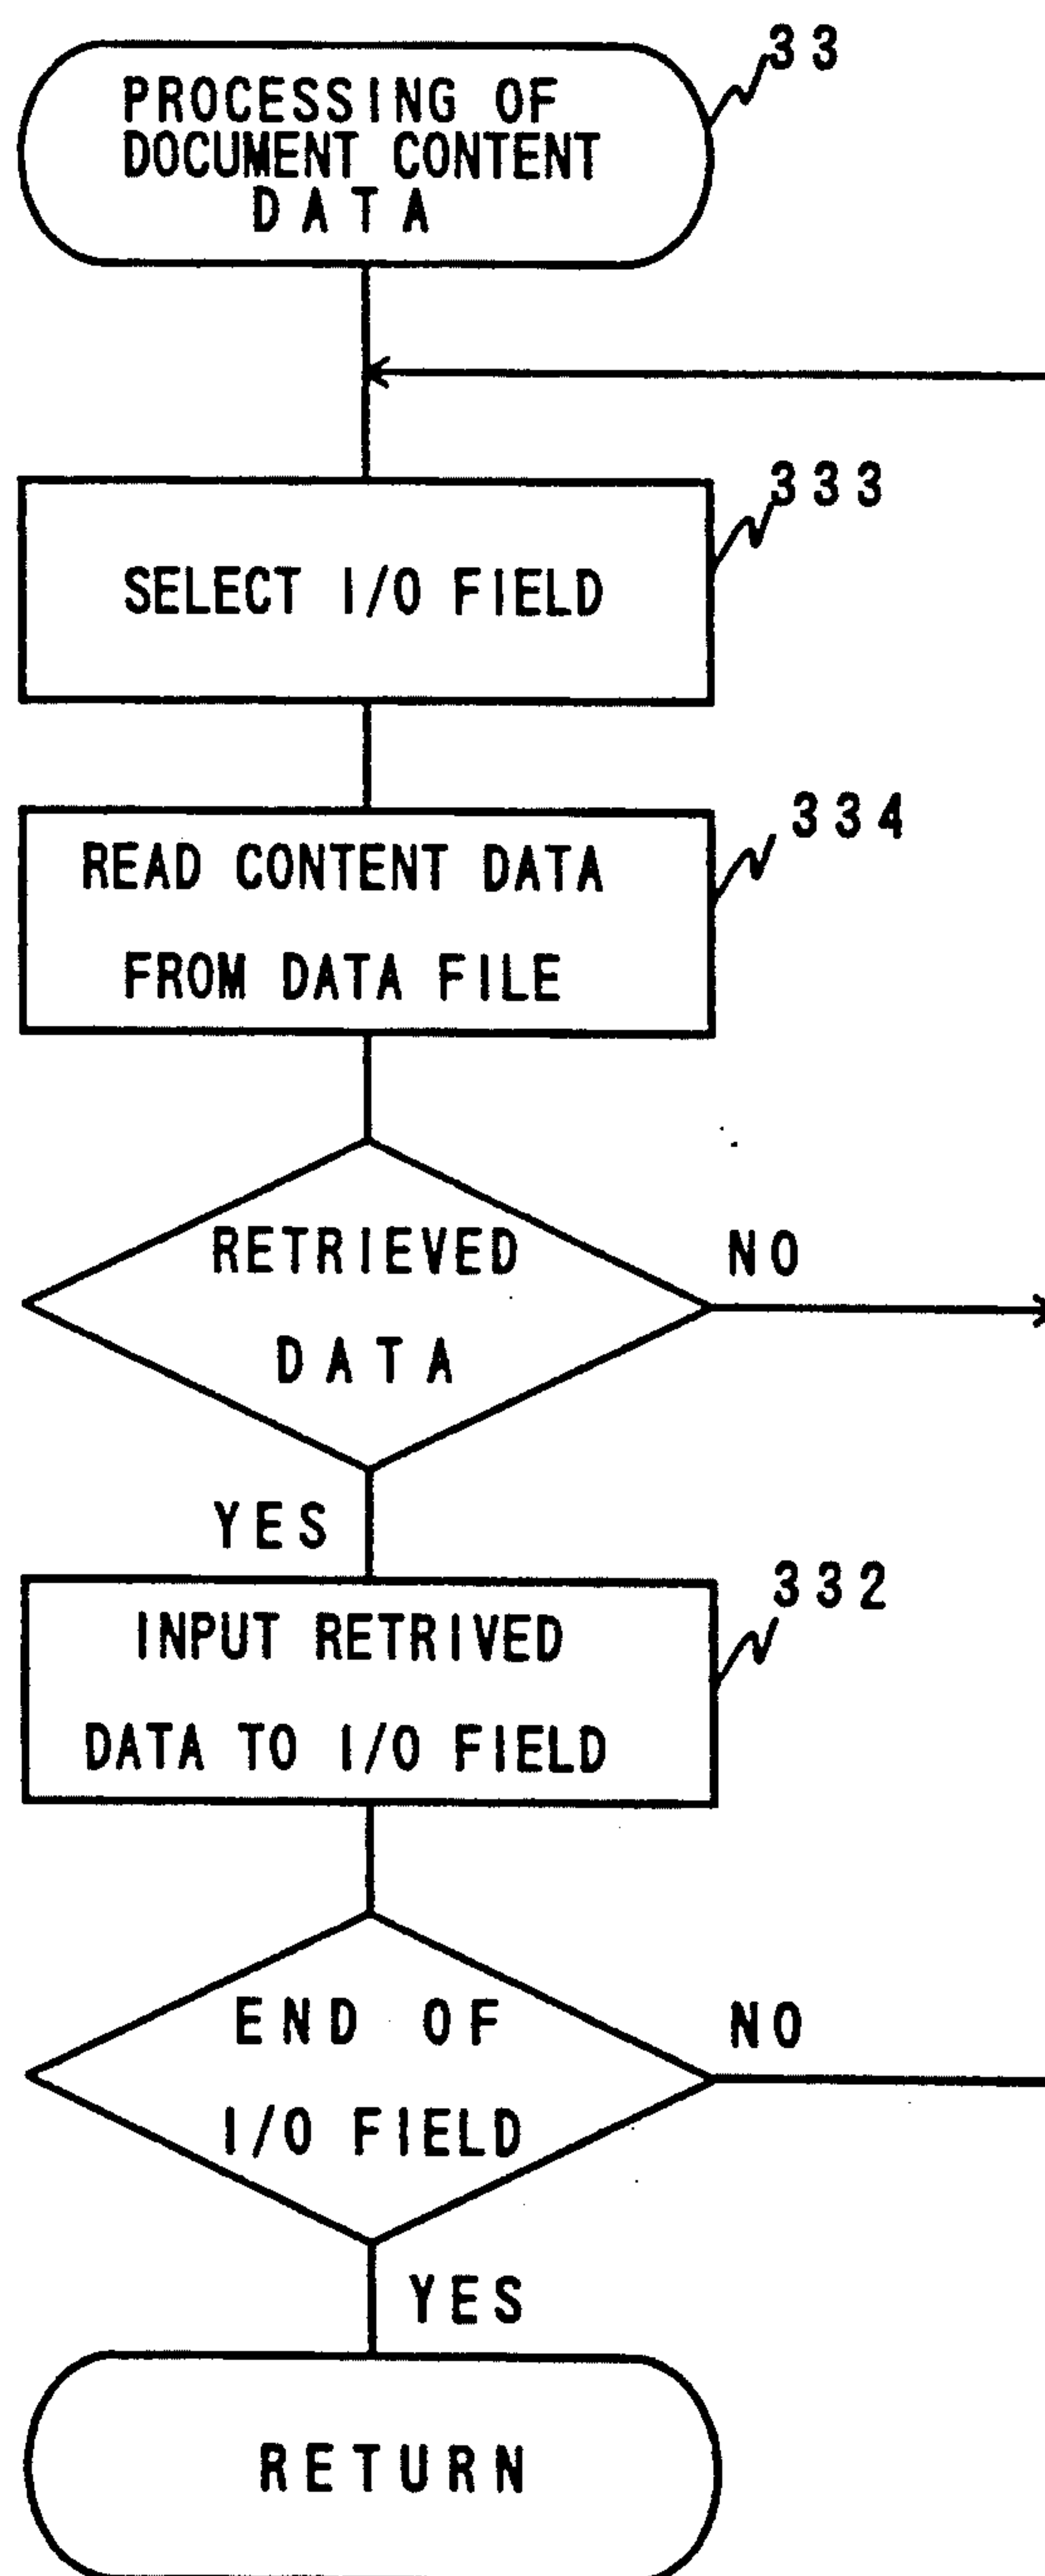 33
PROCESSING OF
DOCUMENT CONTENT
DATA
333
SELECT I/O FIELD
334
READ CONTENT DATA
FROM DATA FILE
RETRIEVED
DATA
NO
YES
332
INPUT RETRIVED
DATA TO I/O FIELD
END OF
I/O FIELD
NO
YES
RETURN